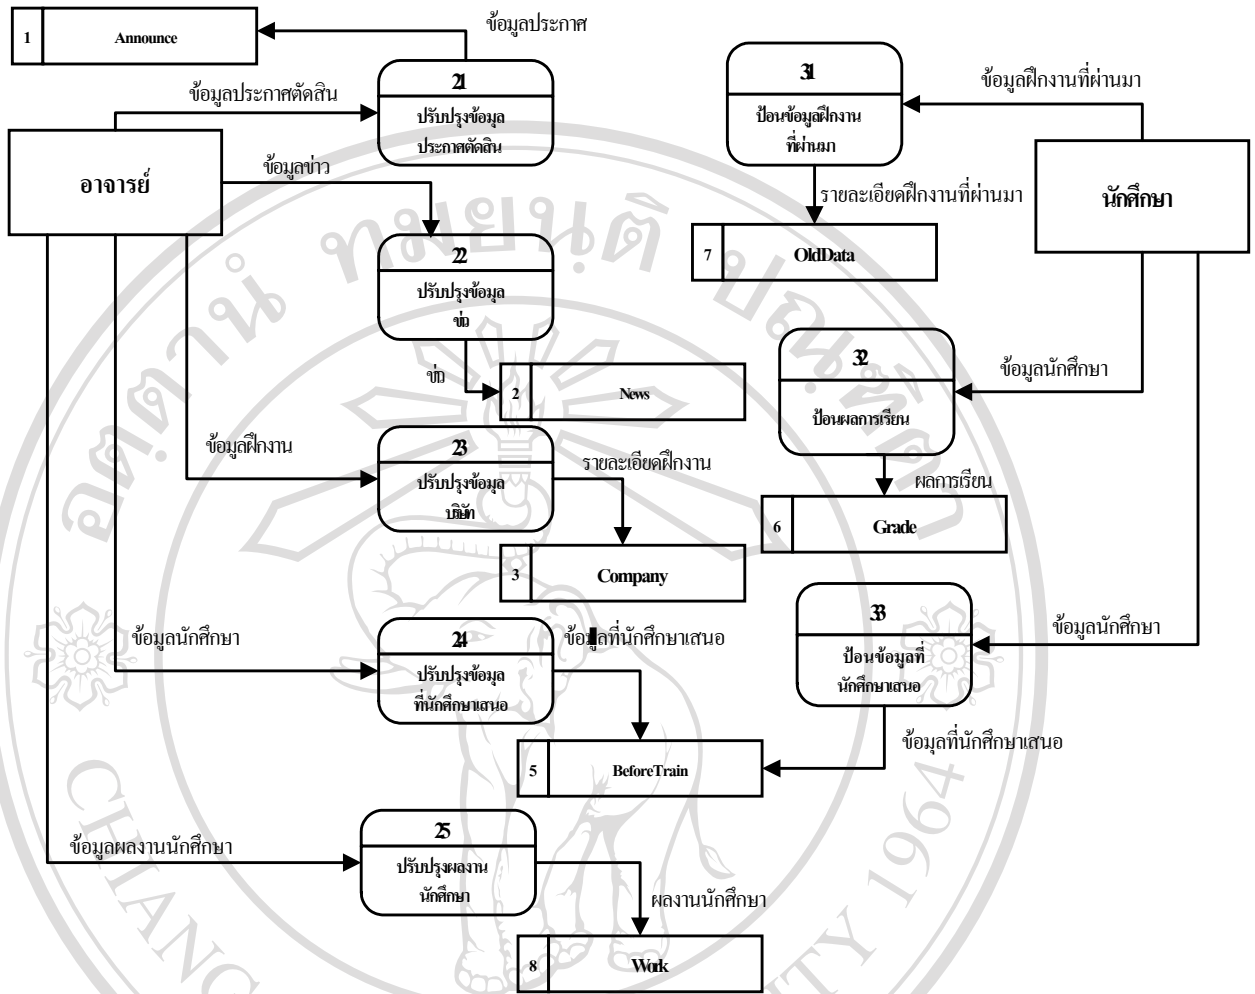 ข้อมูลประกาศ
1 Announce
2.1
ปรับปรุงข้อมูล
ประกาศตัดสิน
ข้อมูลประกาศตัดสิน
อาจารย์
ข้อมูลข่าว
2.2
ปรับปรุงข้อมูล
ข่าว
ข่าว
2 News
ข้อมูลฝึกงาน
2.3
ปรับปรุงข้อมูล
บริษัท
รายละเอียดฝึกงาน
3 Company
ข้อมูลนักศึกษา
2.4
ปรับปรุงข้อมูล
ที่นักศึกษาเสนอ
ข้อมูลที่นักศึกษาเสนอ
5 BeforeTrain
ข้อมูลผลงานนักศึกษา
2.5
ปรับปรุงผลงาน
นักศึกษา
ผลงานนักศึกษา
8 Work
3.1
ป้อนข้อมูลฝึกงาน
ที่ผ่านมา
ข้อมูลฝึกงานที่ผ่านมา
นักศึกษา
รายละเอียดฝึกงานที่ผ่านมา
7 OldData
3.2
ป้อนผลการเรียน
ข้อมูลนักศึกษา
ผลการเรียน
6 Grade
3.3
ป้อนข้อมูลที่
นักศึกษาเสนอ
ข้อมูลนักศึกษา
ข้อมุลที่นักศึกษาเสนอ
1964